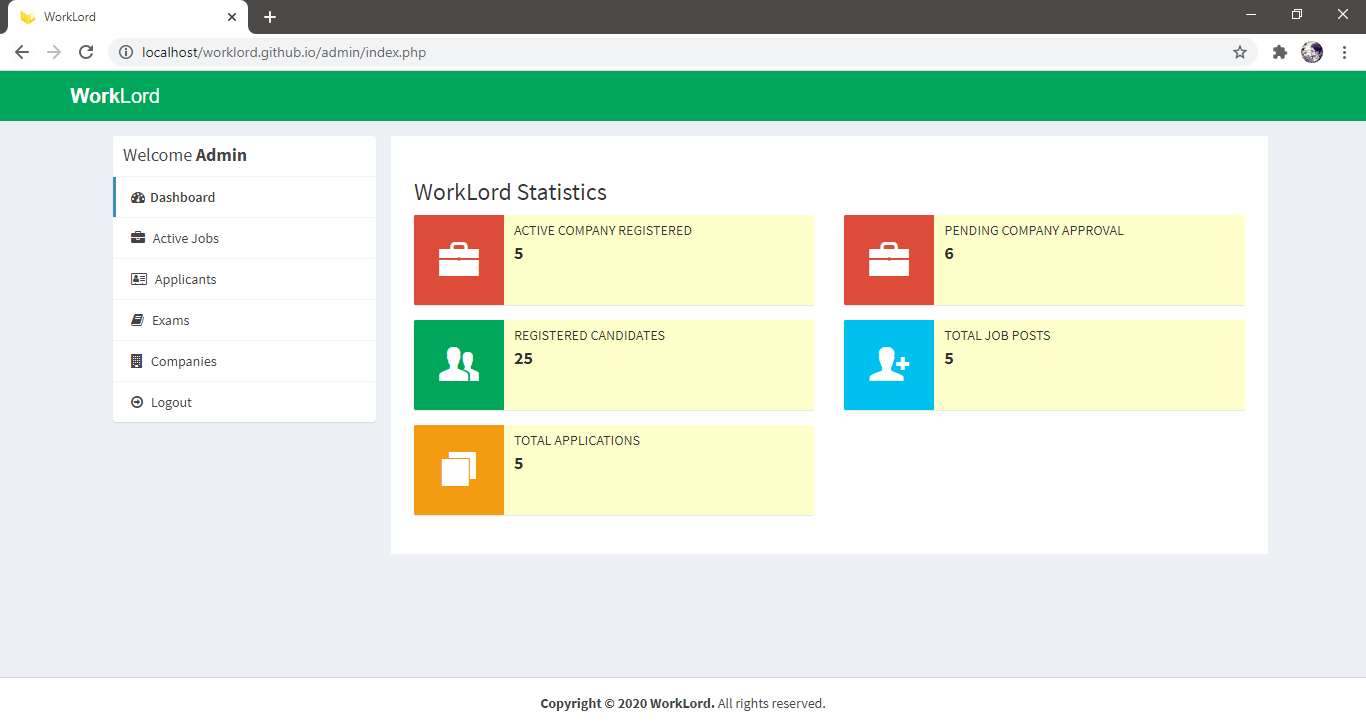 WorkLord
localhost/worklord.github.io/admin/index.php
WorkLord
Welcome Admin
Dashboard
Active Jobs
Applicants
Exams
Companies
Logout
WorkLord Statistics
ACTIVE COMPANY REGISTERED
5
PENDING COMPANY APPROVAL
6
REGISTERED CANDIDATES
25
TOTAL JOB POSTS
5
TOTAL APPLICATIONS
5
Copyright © 2020 WorkLord. All rights reserved.